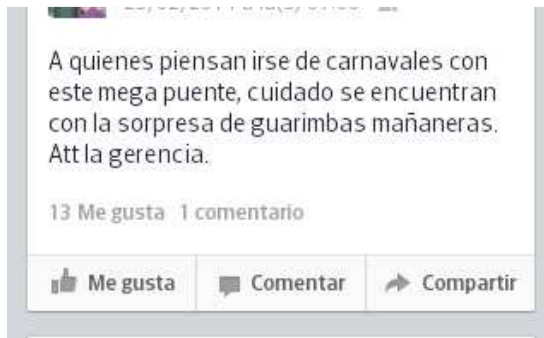 A quienes piensan irse de carnavales con
este mega puente, cuidado se encuentran
con la sorpresa de guarimbas mañaneras.
Att la gerencia.
13 Me gusta 1 comentario
Me gusta Comentar Compartir